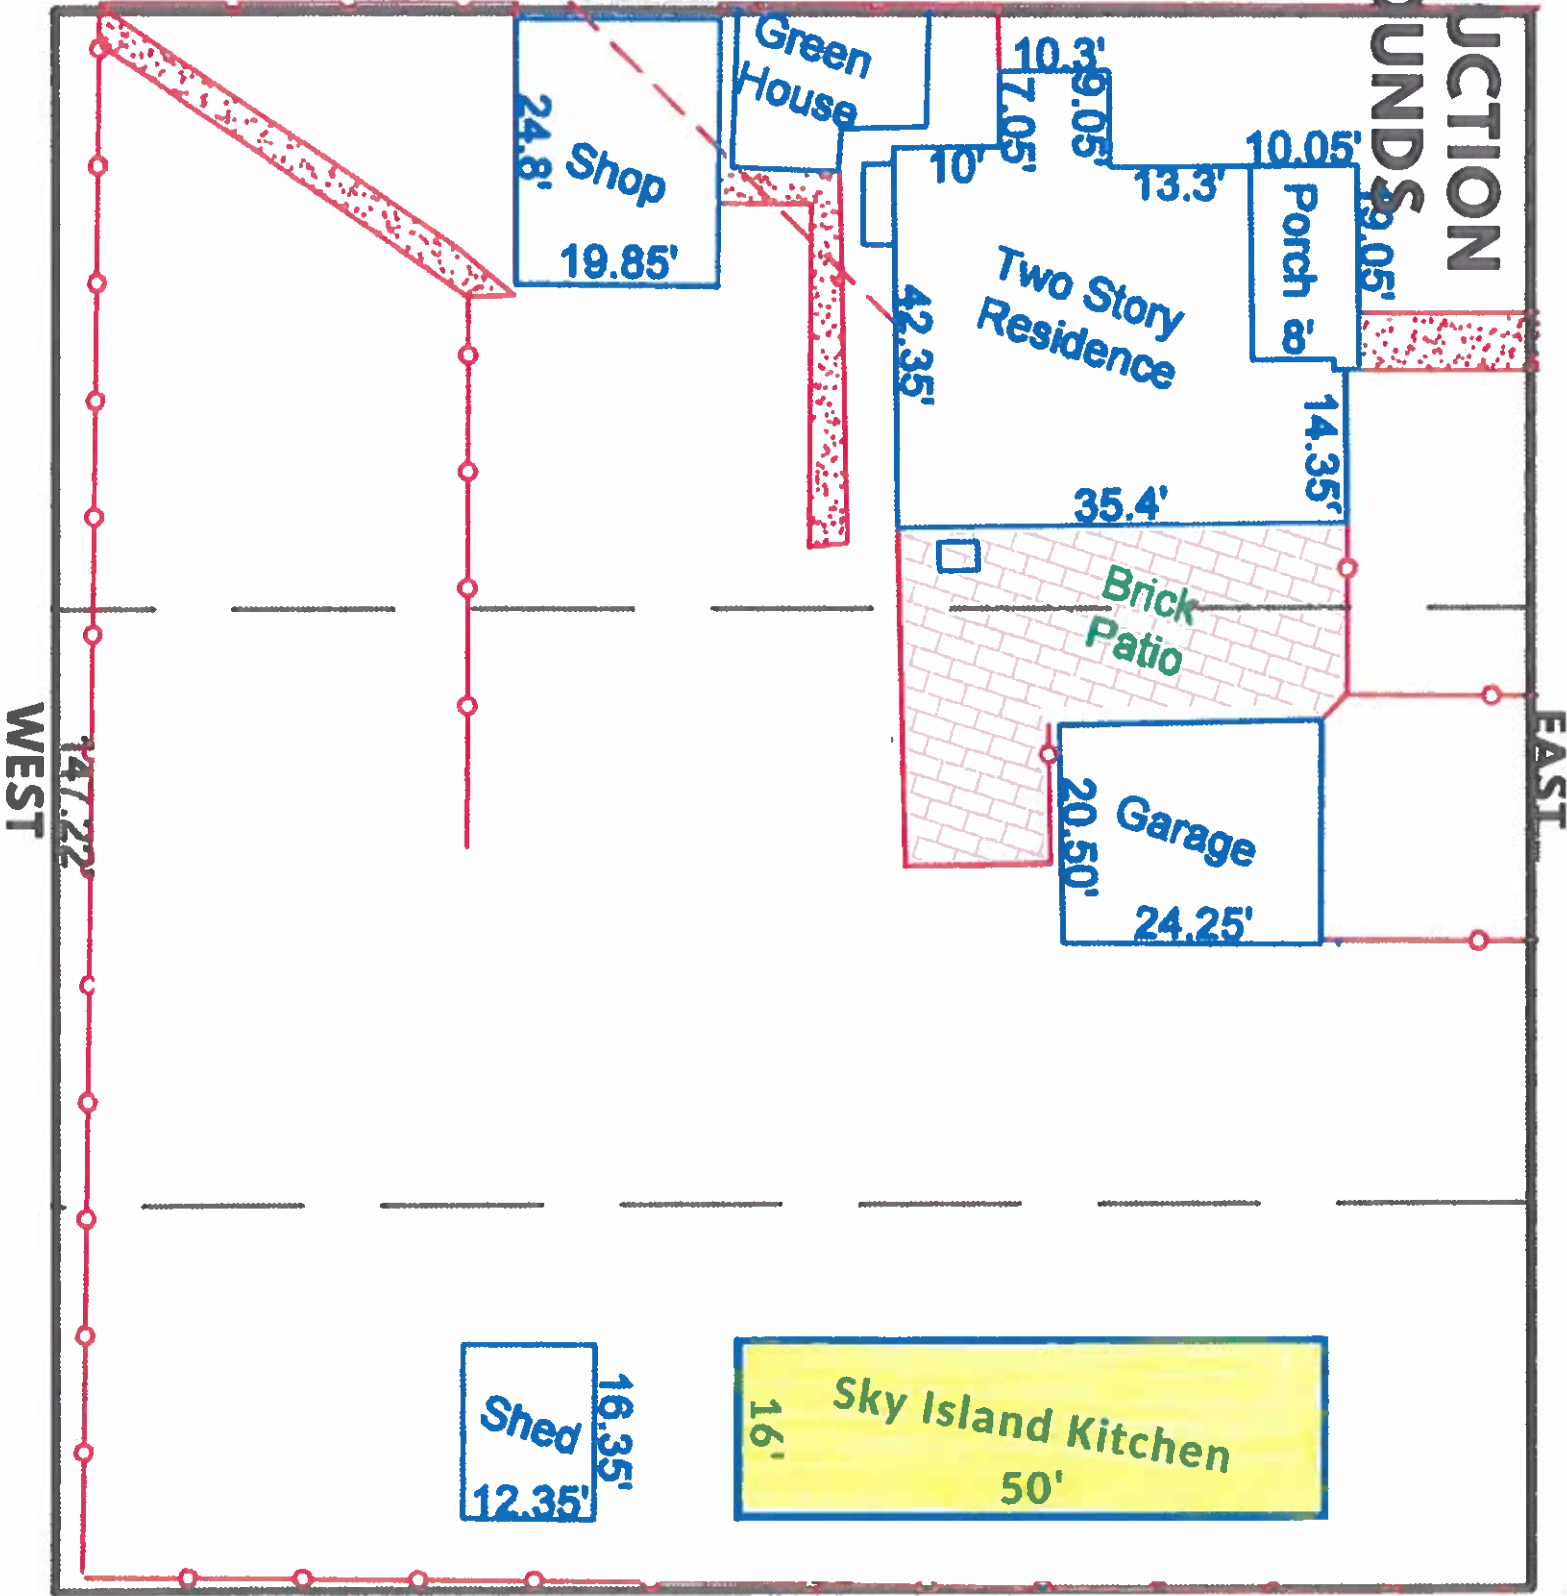 UCTION
OUNDS
Green
House
10.3'
7.05'
9.05'
24.8'
Shop
19.85'
10'
13.3'
10.05'
Porch 8'
19.05'
Two Story
Residence
42.35'
14.35'
35.4'
Brick
Patio
WEST
147.22'
EAST
Garage
20.50'
24.25'
Shed
16.35'
12.35'
Sky Island Kitchen
16'
50'